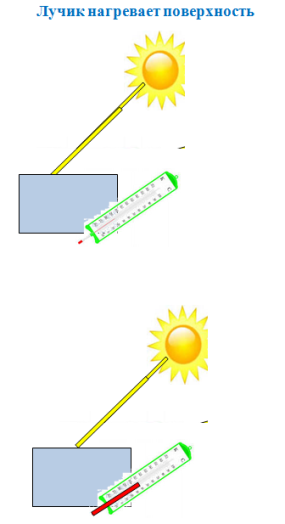 Лучик нагревает поверхность